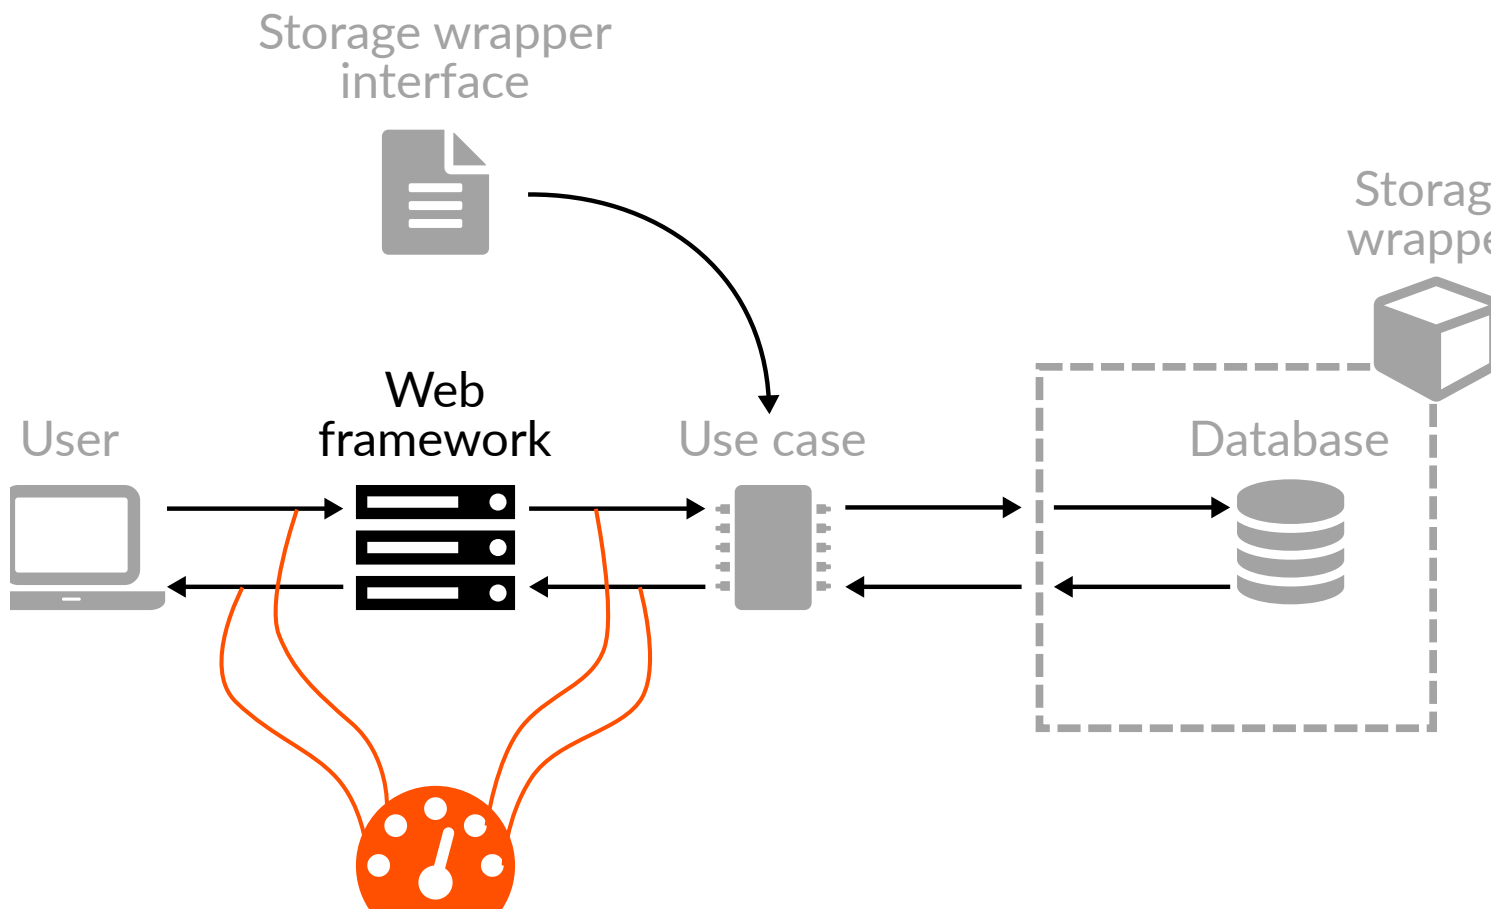 Storage wrapper
interface
Web
framework
User
Use case
Database